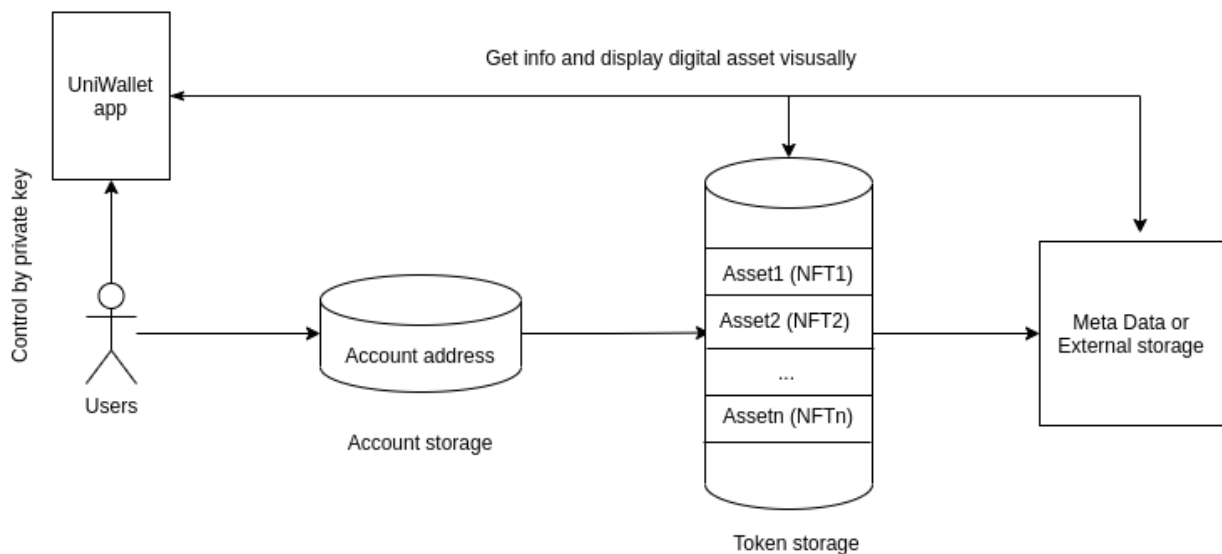 Get info and display digital asset visusally
UniWallet
app
Control by private key
Asset1 (NFT1)
Asset2 (NFT2)
...
Assetn (NFTn)
Meta Data or
External storage
Account address
Users
Account storage
Token storage